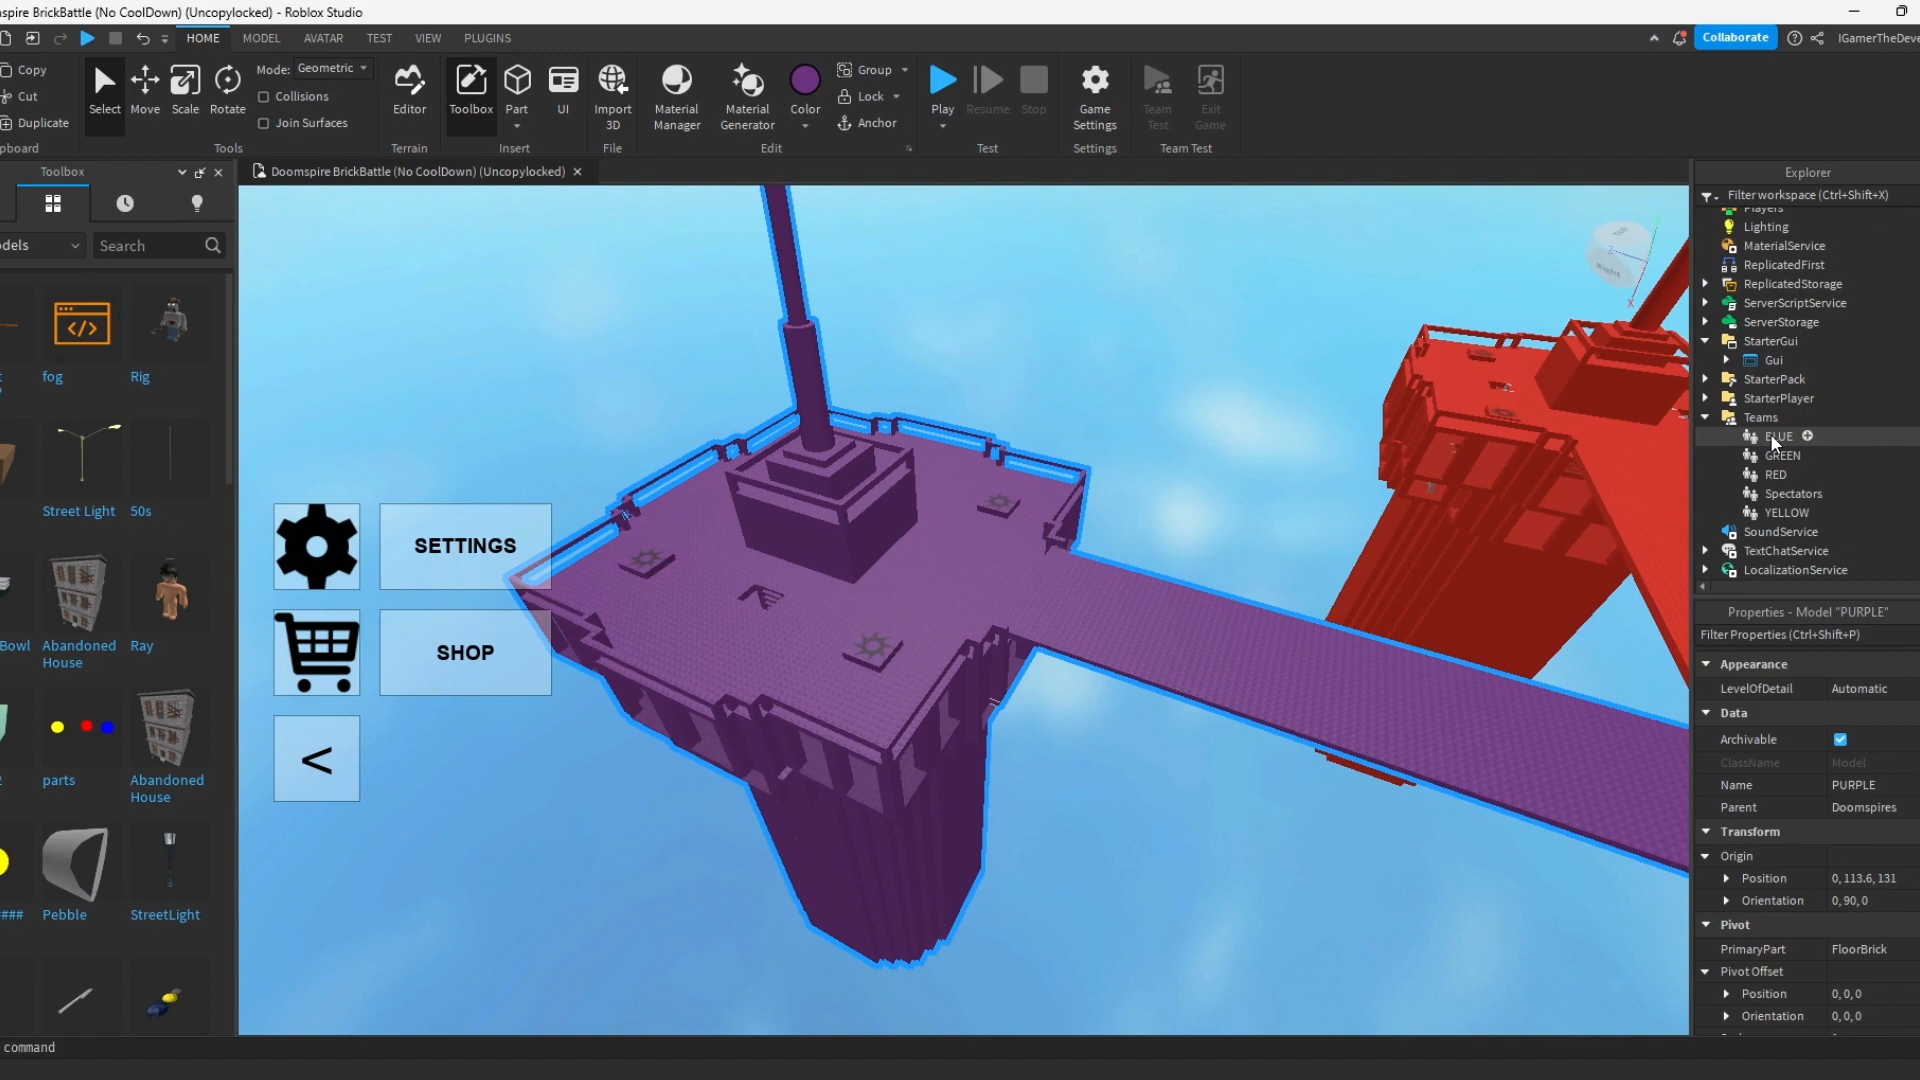 spire BrickBattle (No CoolDown) (Uncopylocked) - Roblox Studio
HOME MODEL AVATAR TEST VIEW PLUGINS
Collaborate
IGamerTheDeve
Copy
Cut
Duplicate
pboard
Select Move Scale Rotate
Mode: Geometric
Collisions
Join Surfaces
Tools
Editor
Terrain
Toolbox Part UI
Insert
Import 3D
File
Material Manager
Material Generator
Color
Group
Lock
Anchor
Edit
Play Resume Stop
Test
Game Settings
Settings
Team Test
Exit Game
Team Test
Toolbox
Doomspire BrickBattle (No CoolDown) (Uncopylocked)
dels
Search
fog
Rig
Street Light
50s
Bowl
Abandoned House
Ray
parts
Abandoned House
####
Pebble
StreetLight
SETTINGS
SHOP
<
Right
Z
X
Explorer
Filter workspace (Ctrl+Shift+X)
Players
Lighting
MaterialService
ReplicatedFirst
ReplicatedStorage
ServerScriptService
ServerStorage
StarterGui
Gui
StarterPack
StarterPlayer
Teams
BLUE
GREEN
RED
Spectators
YELLOW
SoundService
TextChatService
LocalizationService
Properties - Model "PURPLE"
Filter Properties (Ctrl+Shift+P)
Appearance
LevelOfDetail Automatic
Data
Archivable
ClassName Model
Name PURPLE
Parent Doomspires
Transform
Origin
Position 0, 113.6, 131
Orientation 0, 90, 0
Pivot
PrimaryPart FloorBrick
Pivot Offset
Position 0, 0, 0
Orientation 0, 0, 0
command